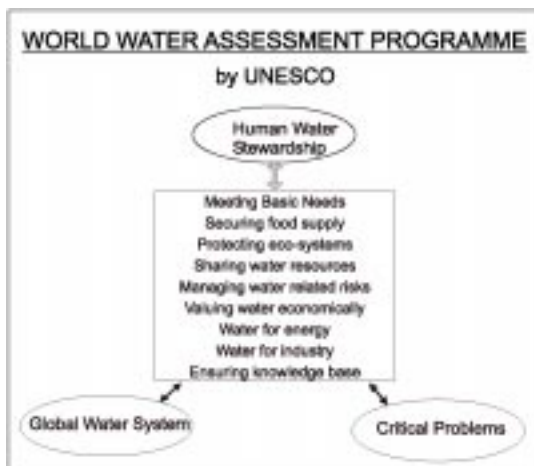 WORLD WATER ASSESSMENT PROGRAMME
by UNESCO
Human Water
Stewardship
Meeting Basic Needs
Securing food supply
Protecting eco-systems
Sharing water resources
Managing water related risks
Valuing water economically
Water for energy
Water for industry
Ensuring knowledge base
Global Water System
Critical Problems